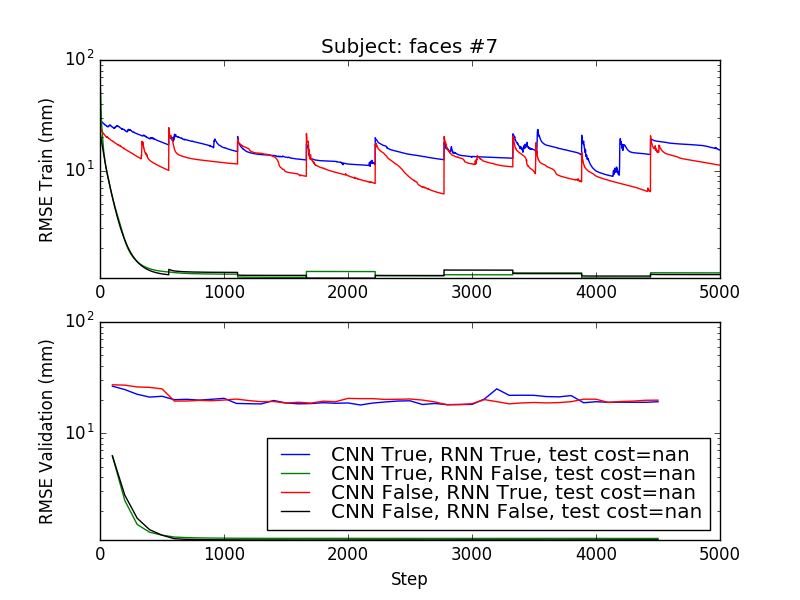 Subject: faces #7
10²
10¹
RMSE Train (mm)
0 1000 2000 3000 4000 5000
10²
10¹
RMSE Validation (mm)
CNN True, RNN True, test cost=nan
CNN True, RNN False, test cost=nan
CNN False, RNN True, test cost=nan
CNN False, RNN False, test cost=nan
0 1000 2000 3000 4000 5000
Step